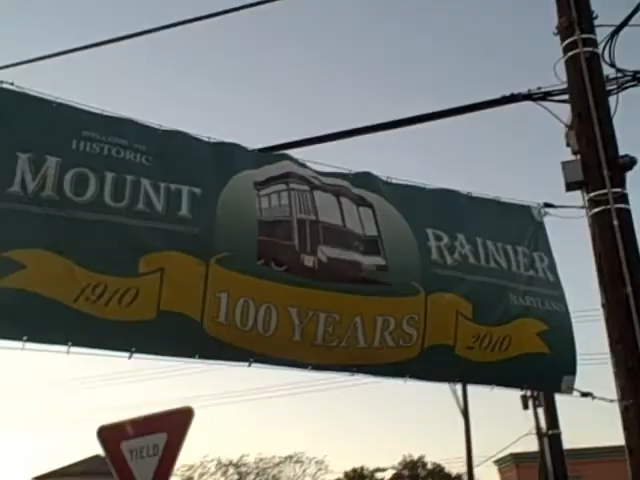 WELCOME TO
HISTORIC
MOUNT RAINIER
MARYLAND
1910 100 YEARS 2010
YIELD